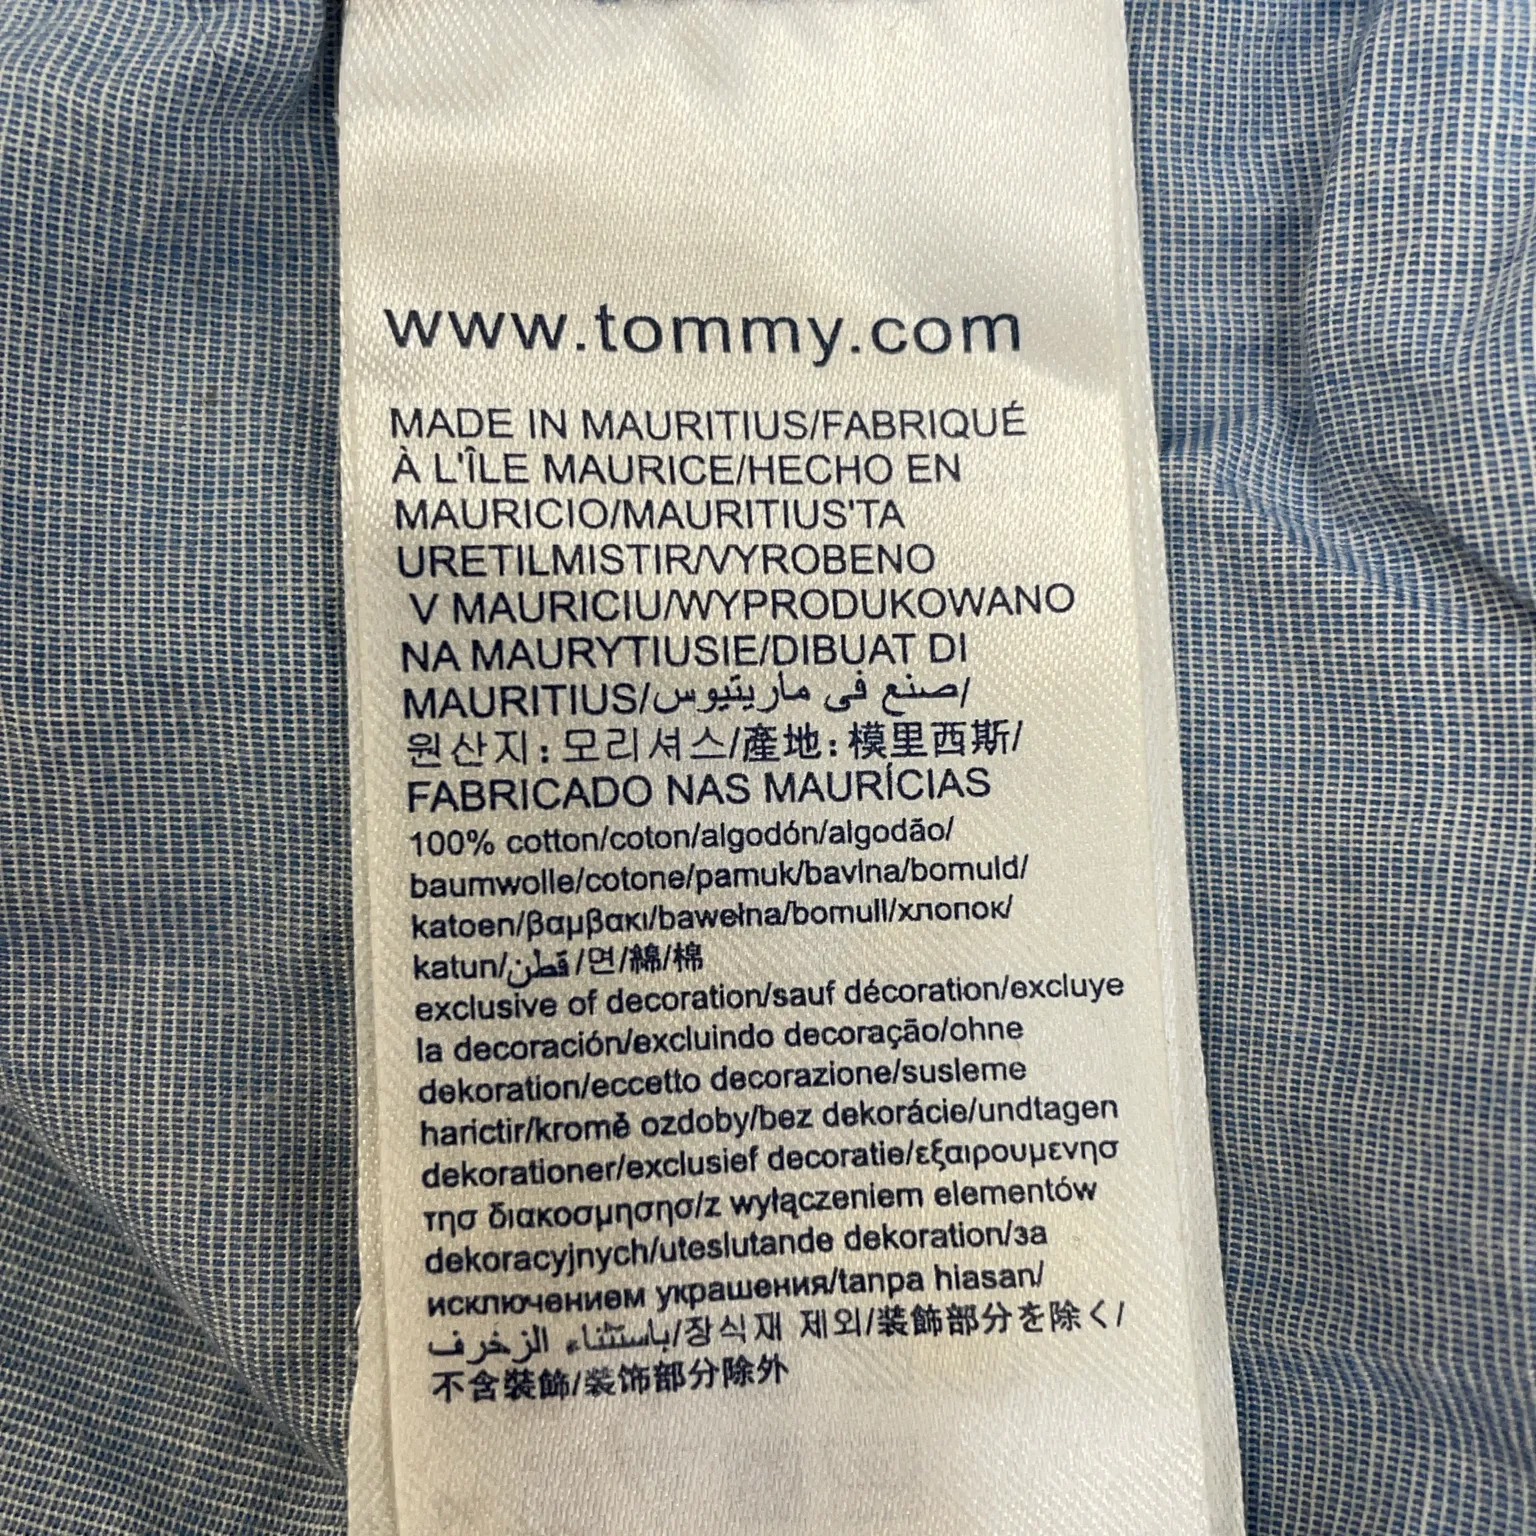 www.tommy.com
MADE IN MAURITIUS/FABRIQUÉ
À L'ÎLE MAURICE/HECHO EN
MAURICIO/MAURITIUS'TA
URETILMISTIR/VYROBENO
V MAURICIU/WYPRODUKOWANO
NA MAURYTIUSIE/DIBUAT DI
MAURITIUS/صنع فى ماريتيوس/
원산지:모리셔스/產地:模里西斯/
FABRICADO NAS MAURÍCIAS
100% cotton/coton/algodón/algodão/
baumwolle/cotone/pamuk/bavlna/bomuld/
katoen/βαμβακι/bawełna/bomull/хлопок/
katun/قطن/면/綿/棉
exclusive of decoration/sauf décoration/excluye
la decoración/excluindo decoração/ohne
dekoration/eccetto decorazione/susleme
harictir/kromě ozdoby/bez dekorácie/undtagen
dekorationer/exclusief decoratie/εξαιρουμενησ
τησ διακοσμησησ/z wyłączeniem elementów
dekoracyjnych/uteslutande dekoration/за
исключением украшения/tanpa hiasan/
باستثناء الزخرف/장식재 제외/装飾部分を除く/
不含裝飾/装饰部分除外